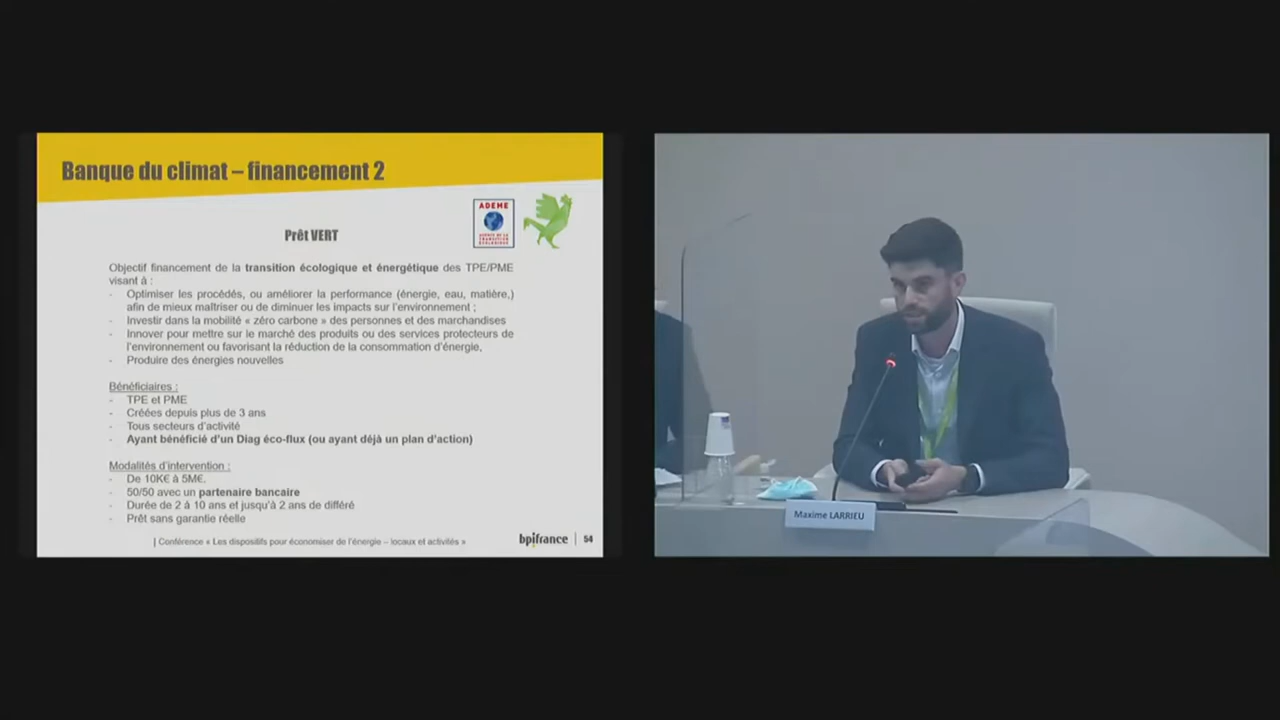 Banque du climat – financement 2
ADEME
AGENCE DE LA
TRANSITION
ÉCOLOGIQUE
Prêt VERT
Objectif financement de la transition écologique et énergétique des TPE/PME
visant à :
- Optimiser les procédés, ou améliorer la performance (énergie, eau, matière,)
afin de mieux maîtriser ou de diminuer les impacts sur l'environnement ;
- Investir dans la mobilité « zéro carbone » des personnes et des marchandises
- Innover pour mettre sur le marché des produits ou des services protecteurs de
l'environnement ou favorisant la réduction de la consommation d'énergie,
- Produire des énergies nouvelles
Bénéficiaires :
- TPE et PME
- Créées depuis plus de 3 ans
- Tous secteurs d'activité
- Ayant bénéficié d'un Diag éco-flux (ou ayant déjà un plan d'action)
Modalités d'intervention :
- De 10K€ à 5M€,
- 50/50 avec un partenaire bancaire
- Durée de 2 à 10 ans et jusqu'à 2 ans de différé
- Prêt sans garantie réelle
| Conférence « Les dispositifs pour économiser de l'énergie – locaux et activités »
bpifrance | 54
Maxime LARRIEU